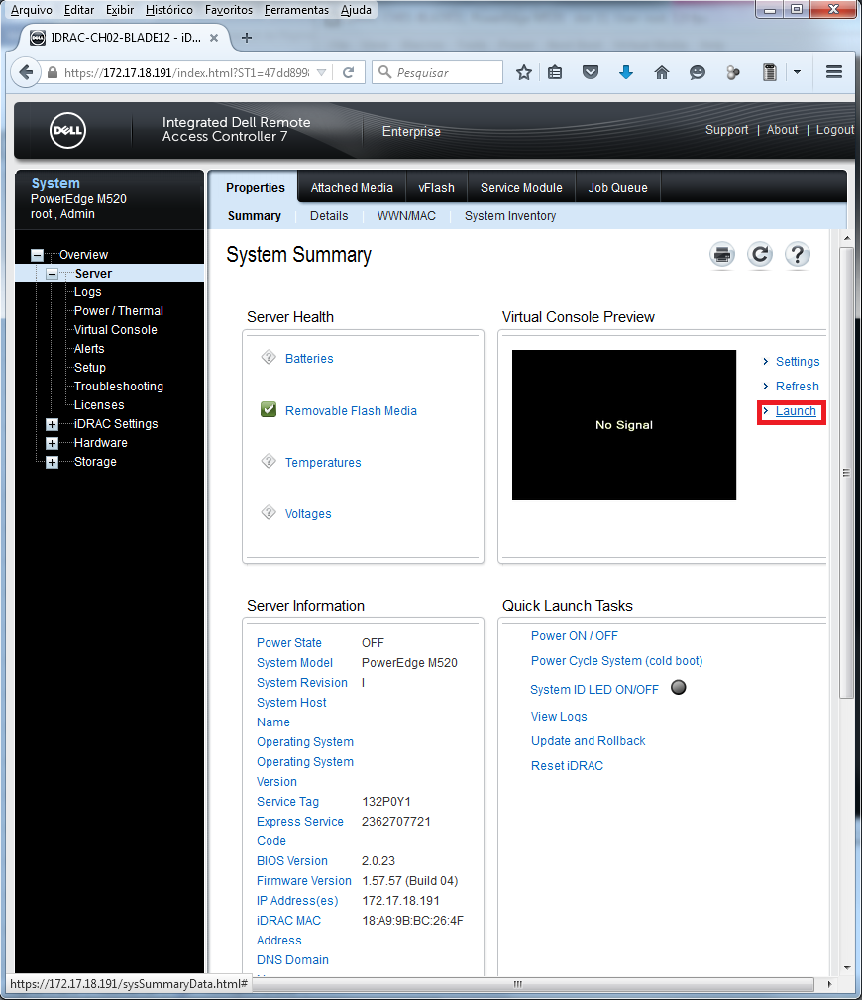 Arquivo Editar Exibir Histórico Favoritos Ferramentas Ajuda
IDRAC-CH02-BLADE12 - iD...
https://172.17.18.191/index.html?ST1=47dd899
Pesquisar
DELL
Integrated Dell Remote
Access Controller 7
Enterprise
Support | About | Logout
System
PowerEdge M520
root , Admin
Properties Attached Media vFlash Service Module Job Queue
Summary Details WWN/MAC System Inventory
Overview
Server
Logs
Power / Thermal
Virtual Console
Alerts
Setup
Troubleshooting
Licenses
iDRAC Settings
Hardware
Storage
System Summary
Server Health
Batteries
Removable Flash Media
Temperatures
Voltages
Virtual Console Preview
No Signal
Settings
Refresh
Launch
Server Information
Power State OFF
System Model PowerEdge M520
System Revision I
System Host
Name
Operating System
Operating System
Version
Service Tag 132P0Y1
Express Service 2362707721
Code
BIOS Version 2.0.23
Firmware Version 1.57.57 (Build 04)
IP Address(es) 172.17.18.191
iDRAC MAC 18:A9:9B:BC:26:4F
Address
DNS Domain
Quick Launch Tasks
Power ON / OFF
Power Cycle System (cold boot)
System ID LED ON/OFF
View Logs
Update and Rollback
Reset iDRAC
https://172.17.18.191/sysSummaryData.html#